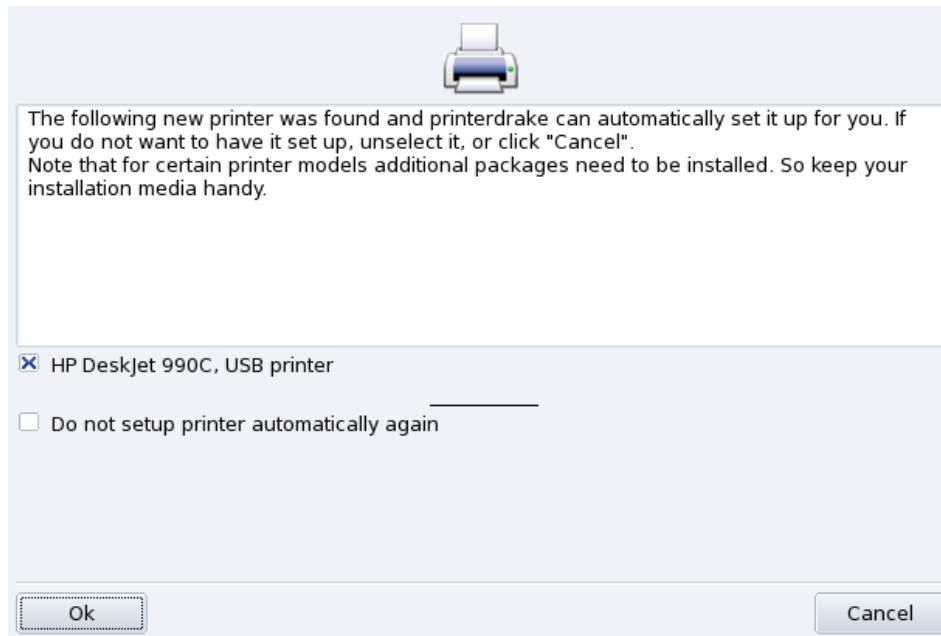 The following new printer was found and printerdrake can automatically set it up for you. If
you do not want to have it set up, unselect it, or click "Cancel".
Note that for certain printer models additional packages need to be installed. So keep your
installation media handy.
HP DeskJet 990C, USB printer
Do not setup printer automatically again
Ok
Cancel